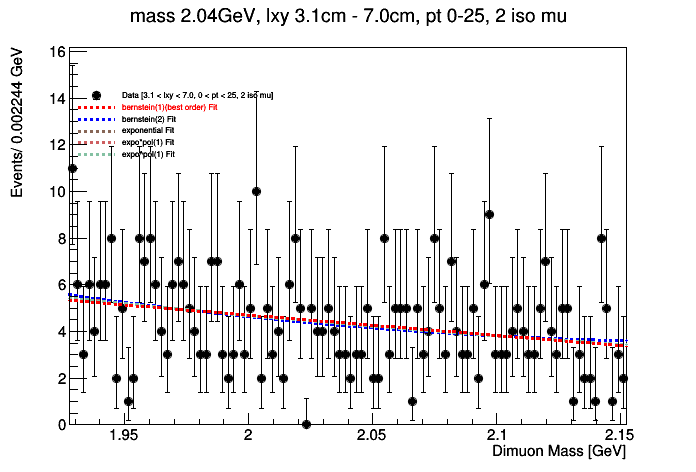 mass 2.04GeV, lxy 3.1cm - 7.0cm, pt 0-25, 2 iso mu
Events/ 0.002244 GeV
16
14
12
10
8
6
4
2
0
Data [3.1 < lxy < 7.0, 0 < pt < 25, 2 iso mu]
bernstein(1)(best order) Fit
bernstein(2) Fit
exponential Fit
expo*pol(1) Fit
expo*pol(1) Fit
1.95
2
2.05
2.1
2.15
Dimuon Mass [GeV]